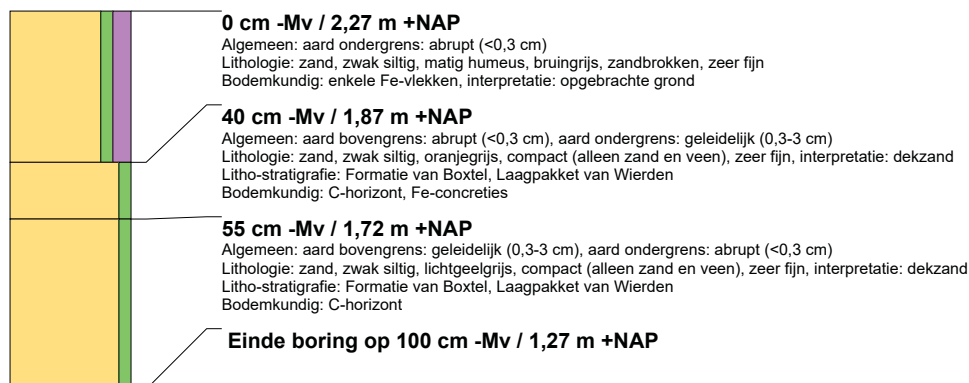 0 cm -Mv / 2,27 m +NAP
Algemeen: aard ondergrens: abrupt (<0,3 cm)
Lithologie: zand, zwak siltig, matig humeus, bruingrijs, zandbrokken, zeer fijn
Bodemkundig: enkele Fe-vlekken, interpretatie: opgebrachte grond
40 cm -Mv / 1,87 m +NAP
Algemeen: aard bovengrens: abrupt (<0,3 cm), aard ondergrens: geleidelijk (0,3-3 cm)
Lithologie: zand, zwak siltig, oranjegrijs, compact (alleen zand en veen), zeer fijn, interpretatie: dekzand
Litho-stratigrafie: Formatie van Boxtel, Laagpakket van Wierden
Bodemkundig: C-horizont, Fe-concreties
55 cm -Mv / 1,72 m +NAP
Algemeen: aard bovengrens: geleidelijk (0,3-3 cm), aard ondergrens: abrupt (<0,3 cm)
Lithologie: zand, zwak siltig, lichtgeelgrijs, compact (alleen zand en veen), zeer fijn, interpretatie: dekzand
Litho-stratigrafie: Formatie van Boxtel, Laagpakket van Wierden
Bodemkundig: C-horizont
Einde boring op 100 cm -Mv / 1,27 m +NAP